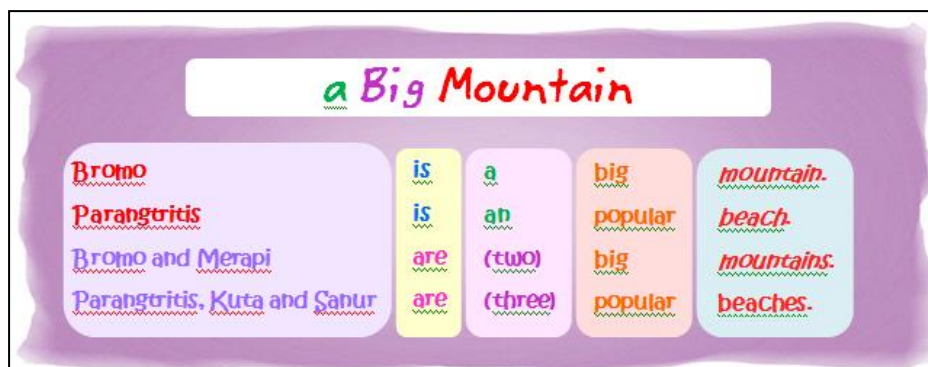 a Big Mountain
Bromo is a big mountain.
Parangtritis is an popular beach.
Bromo and Merapi are (two) big mountains.
Parangtritis, Kuta and Sanur are (three) popular beaches.